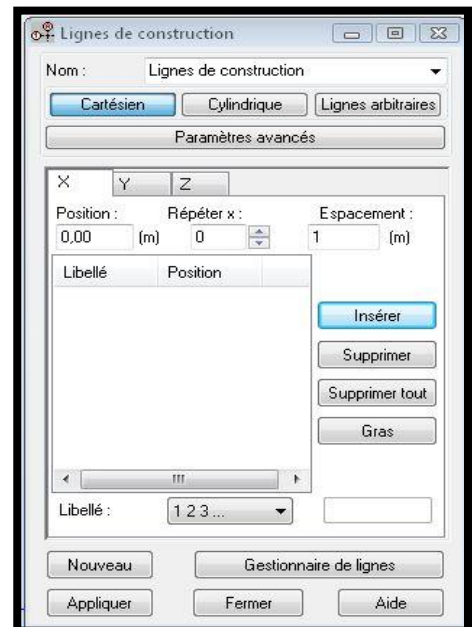 Lignes de construction
Nom : Lignes de construction
Cartésien Cylindrique Lignes arbitraires
Paramètres avancés
X Y Z
Position : Répéter x : Espacement :
0,00 (m) 0 1 (m)
Libellé Position
Insérer
Supprimer
Supprimer tout
Gras
Libellé : 1 2 3 ...
Nouveau Gestionnaire de lignes
Appliquer Fermer Aide